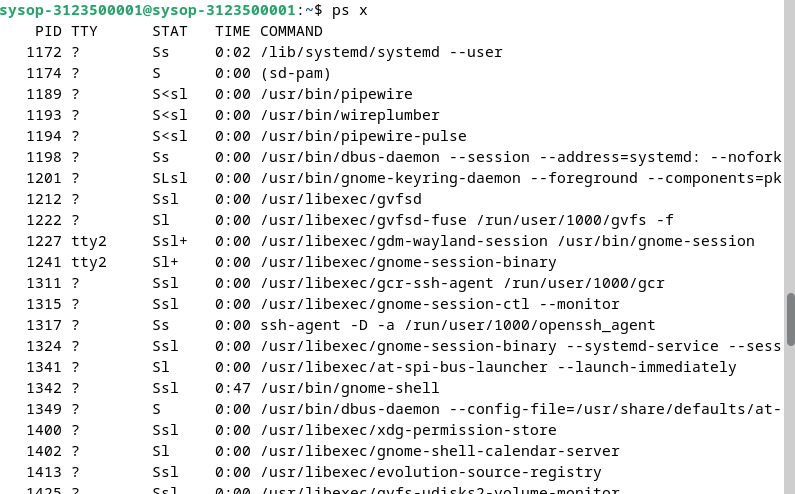 sysop-3123500001@sysop-3123500001:~$ ps x
    PID TTY      STAT   TIME COMMAND
   1172 ?        Ss     0:02 /lib/systemd/systemd --user
   1174 ?        S      0:00 (sd-pam)
   1189 ?        S<sl   0:00 /usr/bin/pipewire
   1193 ?        S<sl   0:00 /usr/bin/wireplumber
   1194 ?        S<sl   0:00 /usr/bin/pipewire-pulse
   1198 ?        Ss     0:00 /usr/bin/dbus-daemon --session --address=systemd: --nofork
   1201 ?        SLsl   0:00 /usr/bin/gnome-keyring-daemon --foreground --components=pk
   1212 ?        Ssl    0:00 /usr/libexec/gvfsd
   1222 ?        Sl     0:00 /usr/libexec/gvfsd-fuse /run/user/1000/gvfs -f
   1227 tty2     Ssl+   0:00 /usr/libexec/gdm-wayland-session /usr/bin/gnome-session
   1241 tty2     Sl+    0:00 /usr/libexec/gnome-session-binary
   1311 ?        Ssl    0:00 /usr/libexec/gcr-ssh-agent /run/user/1000/gcr
   1315 ?        Ssl    0:00 /usr/libexec/gnome-session-ctl --monitor
   1317 ?        Ss     0:00 ssh-agent -D -a /run/user/1000/openssh_agent
   1324 ?        Ssl    0:00 /usr/libexec/gnome-session-binary --systemd-service --sess
   1341 ?        Sl     0:00 /usr/libexec/at-spi-bus-launcher --launch-immediately
   1342 ?        Ssl    0:47 /usr/bin/gnome-shell
   1349 ?        S      0:00 /usr/bin/dbus-daemon --config-file=/usr/share/defaults/at-
   1400 ?        Ssl    0:00 /usr/libexec/xdg-permission-store
   1402 ?        Sl     0:00 /usr/libexec/gnome-shell-calendar-server
   1413 ?        Ssl    0:00 /usr/libexec/evolution-source-registry
   1425 ?        Ssl    0:00 /usr/libexec/gvfs-udisks2-volume-monitor